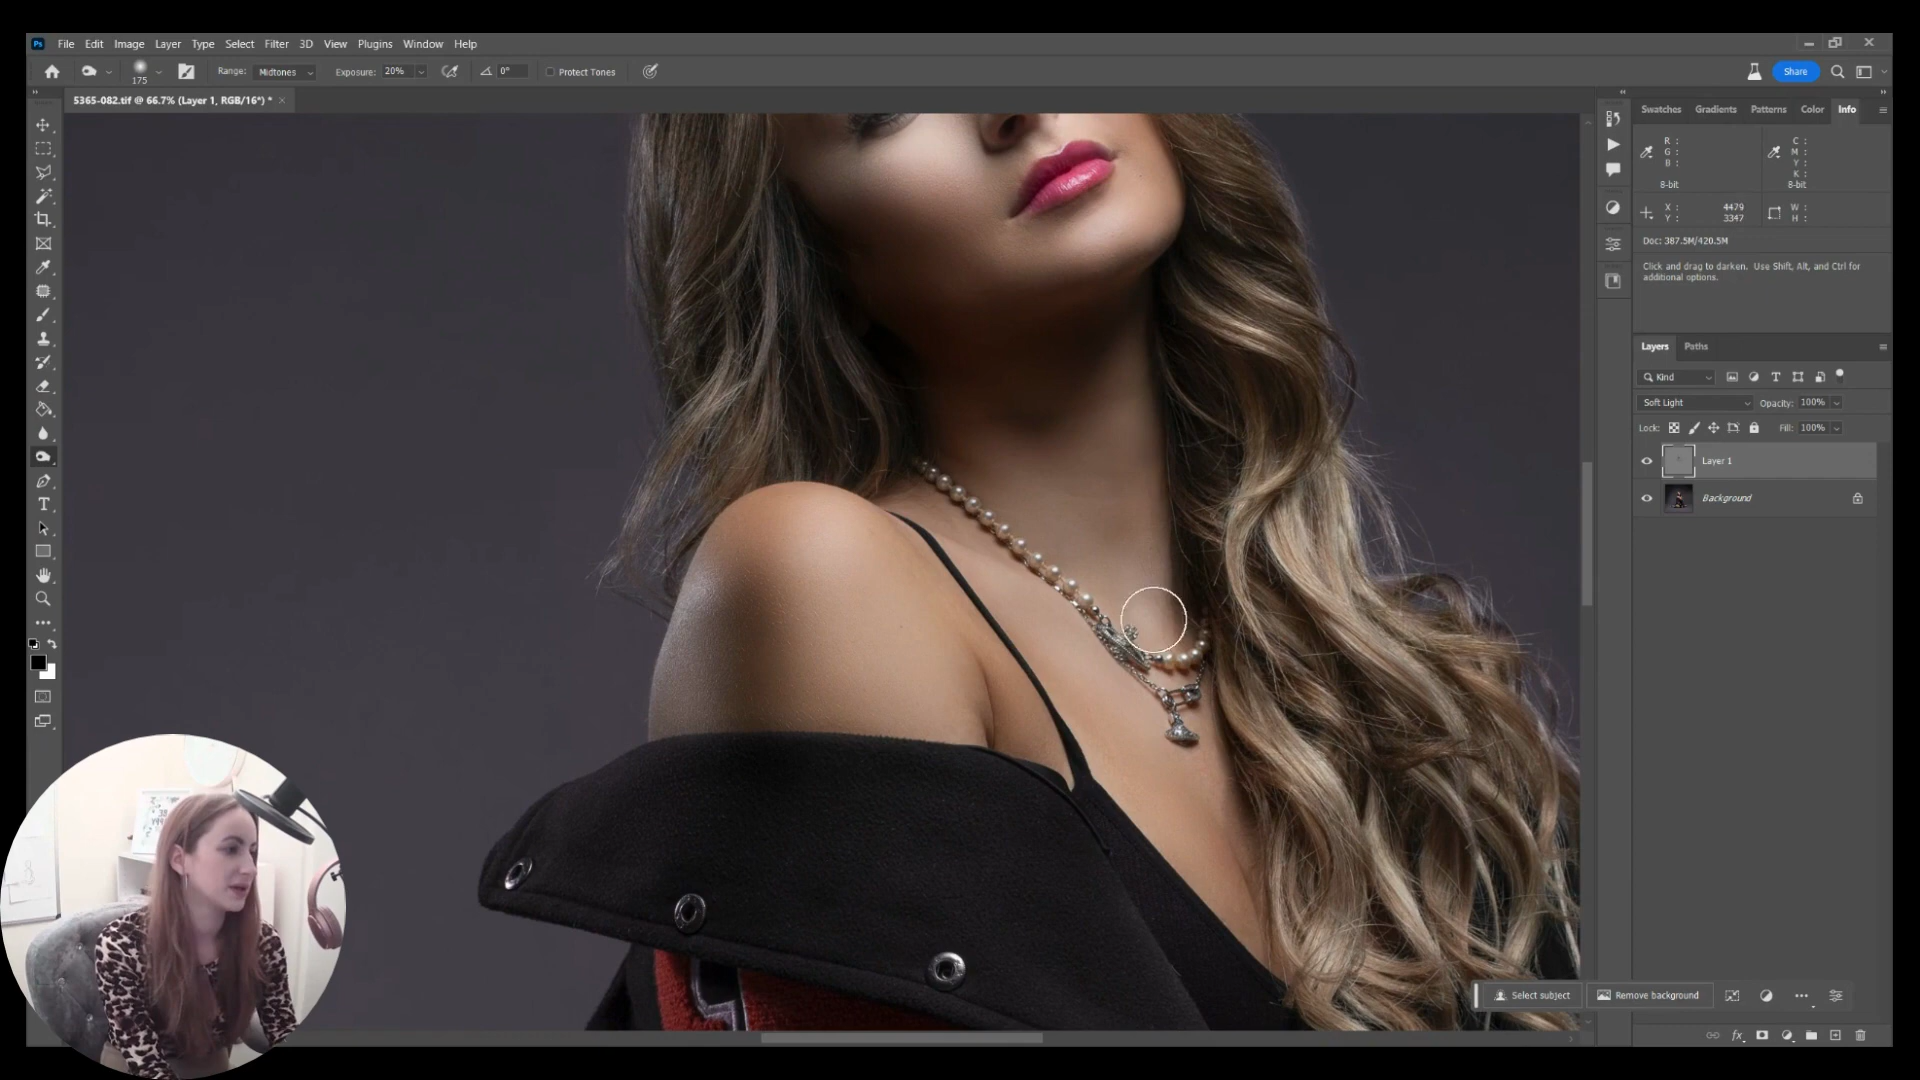 Ps File Edit Image Layer Type Select Filter 3D View Plugins Window Help
175 Range: Midtones Exposure: 20% 0° Protect Tones Share
5365-082.tif @ 66.7% (Layer 1, RGB/16*) *
Swatches Gradients Patterns Color Info
R : C :
G : M :
B : Y :
K :
8-bit 8-bit
X : 4479 W :
Y : 3347 H :
Doc: 387.5M/420.5M
Click and drag to darken. Use Shift, Alt, and Ctrl for
additional options.
Layers Paths
Kind
Soft Light Opacity: 100%
Lock: Fill: 100%
Layer 1
Background
Select subject Remove background
fx